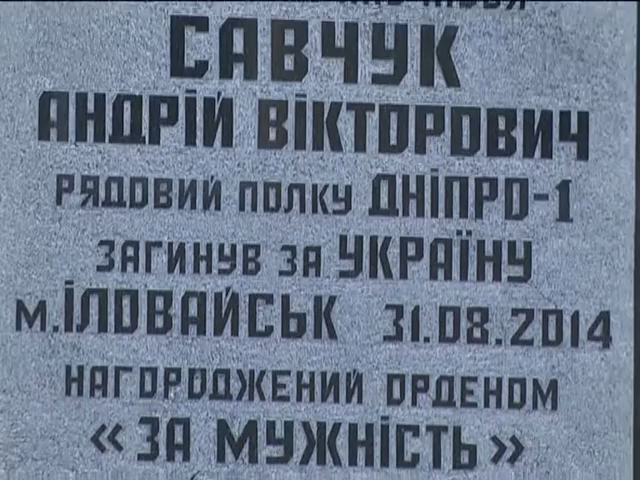 САВЧУК
АНДРІЙ ВІКТОРОВИЧ
РЯДОВИЙ ПОЛКУ ДНІПРО-1
ЗАГИНУВ ЗА УКРАЇНУ
м.ІЛОВАЙСЬК 31.08.2014
НАГОРОДЖЕНИЙ ОРДЕНОМ
«ЗА МУЖНІСТЬ»